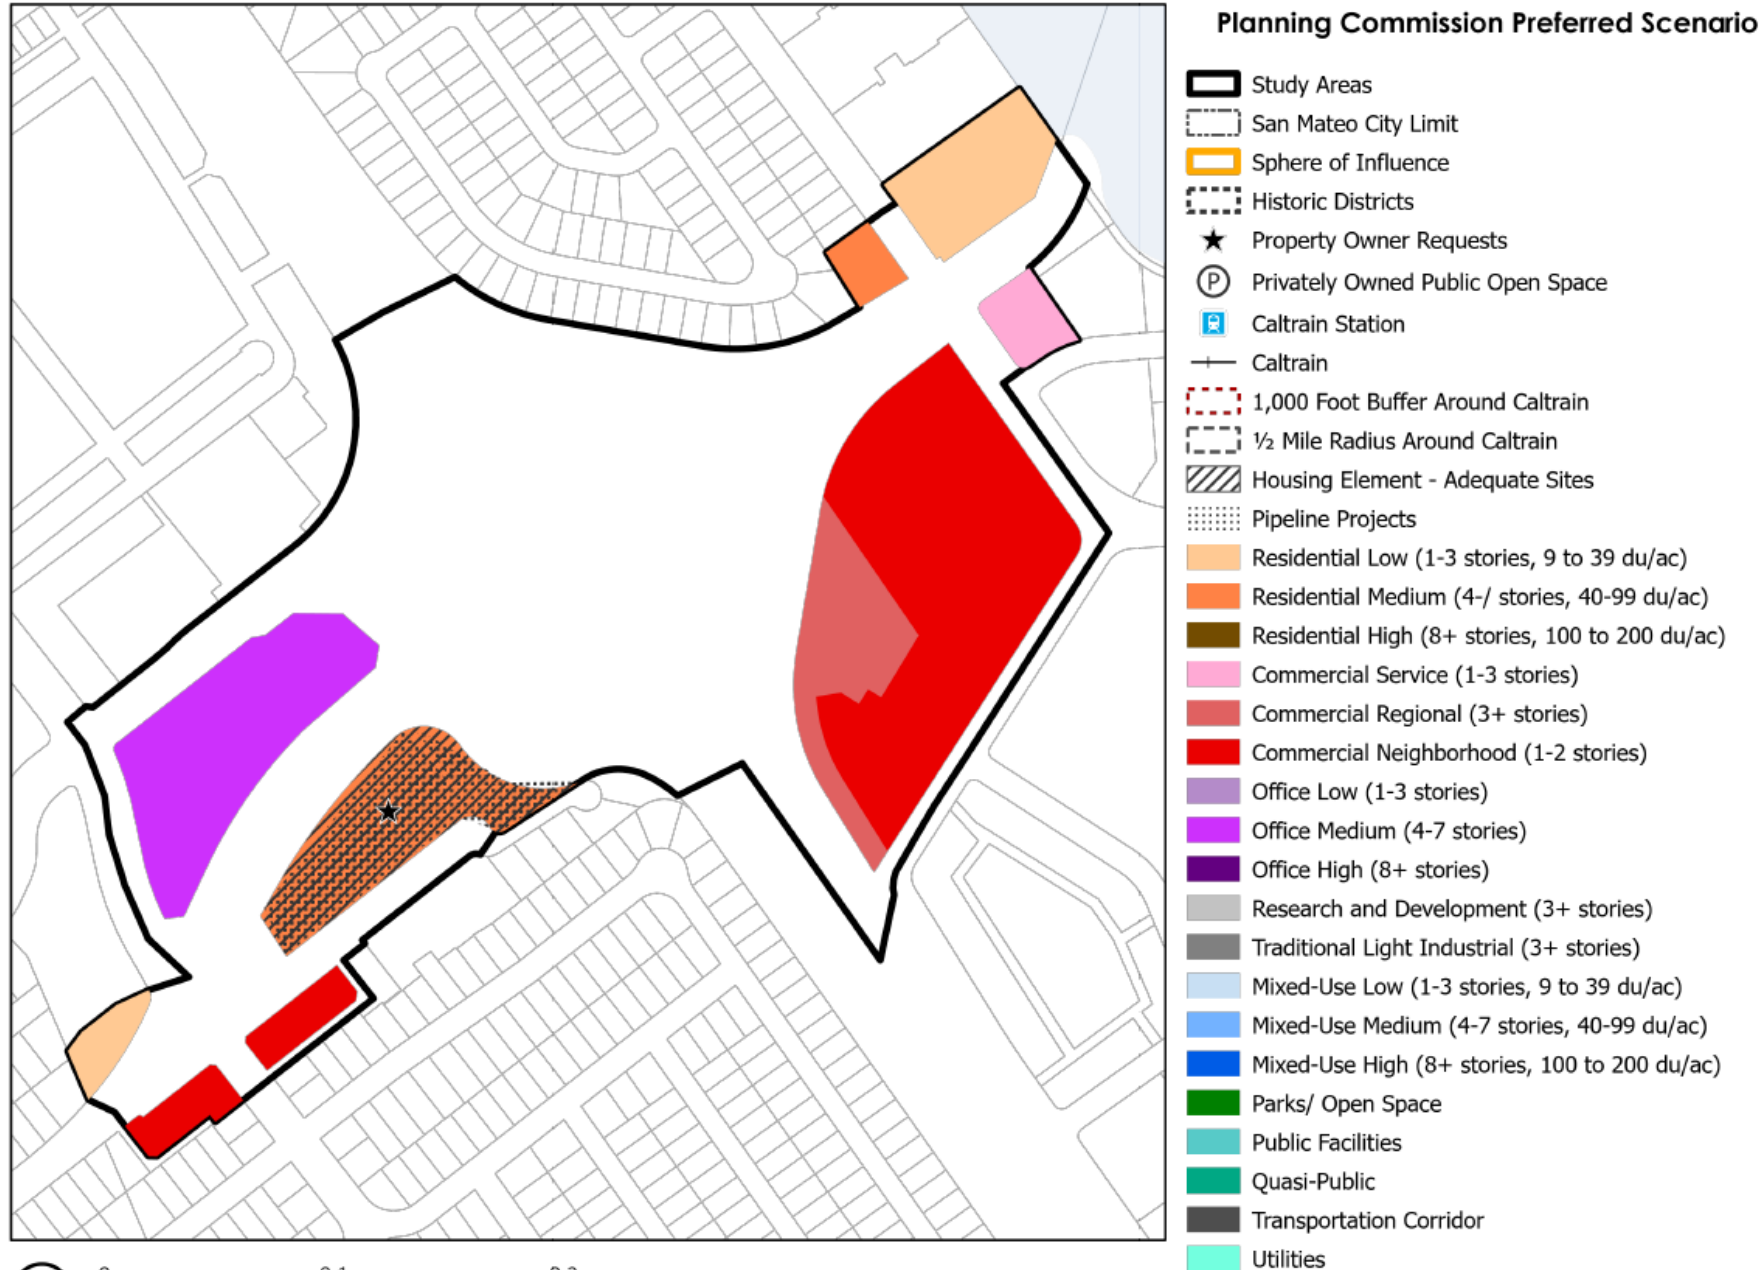 Planning Commission Preferred Scenario
Study Areas
San Mateo City Limit
Sphere of Influence
Historic Districts
Property Owner Requests
P Privately Owned Public Open Space
Caltrain Station
Caltrain
1,000 Foot Buffer Around Caltrain
½ Mile Radius Around Caltrain
Housing Element - Adequate Sites
Pipeline Projects
Residential Low (1-3 stories, 9 to 39 du/ac)
Residential Medium (4-/ stories, 40-99 du/ac)
Residential High (8+ stories, 100 to 200 du/ac)
Commercial Service (1-3 stories)
Commercial Regional (3+ stories)
Commercial Neighborhood (1-2 stories)
Office Low (1-3 stories)
Office Medium (4-7 stories)
Office High (8+ stories)
Research and Development (3+ stories)
Traditional Light Industrial (3+ stories)
Mixed-Use Low (1-3 stories, 9 to 39 du/ac)
Mixed-Use Medium (4-7 stories, 40-99 du/ac)
Mixed-Use High (8+ stories, 100 to 200 du/ac)
Parks/ Open Space
Public Facilities
Quasi-Public
Transportation Corridor
Utilities